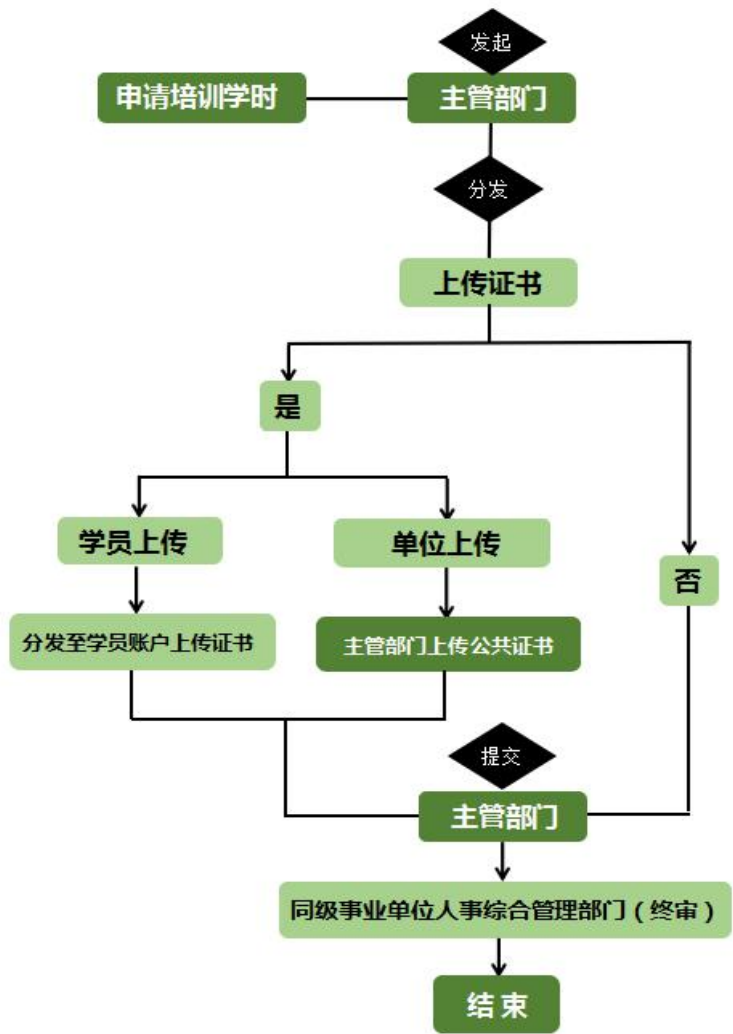 发起
申请培训学时
主管部门
分发
上传证书
是
学员上传
单位上传
否
分发至学员账户上传证书
主管部门上传公共证书
提交
主管部门
同级事业单位人事综合管理部门（终审）
结束